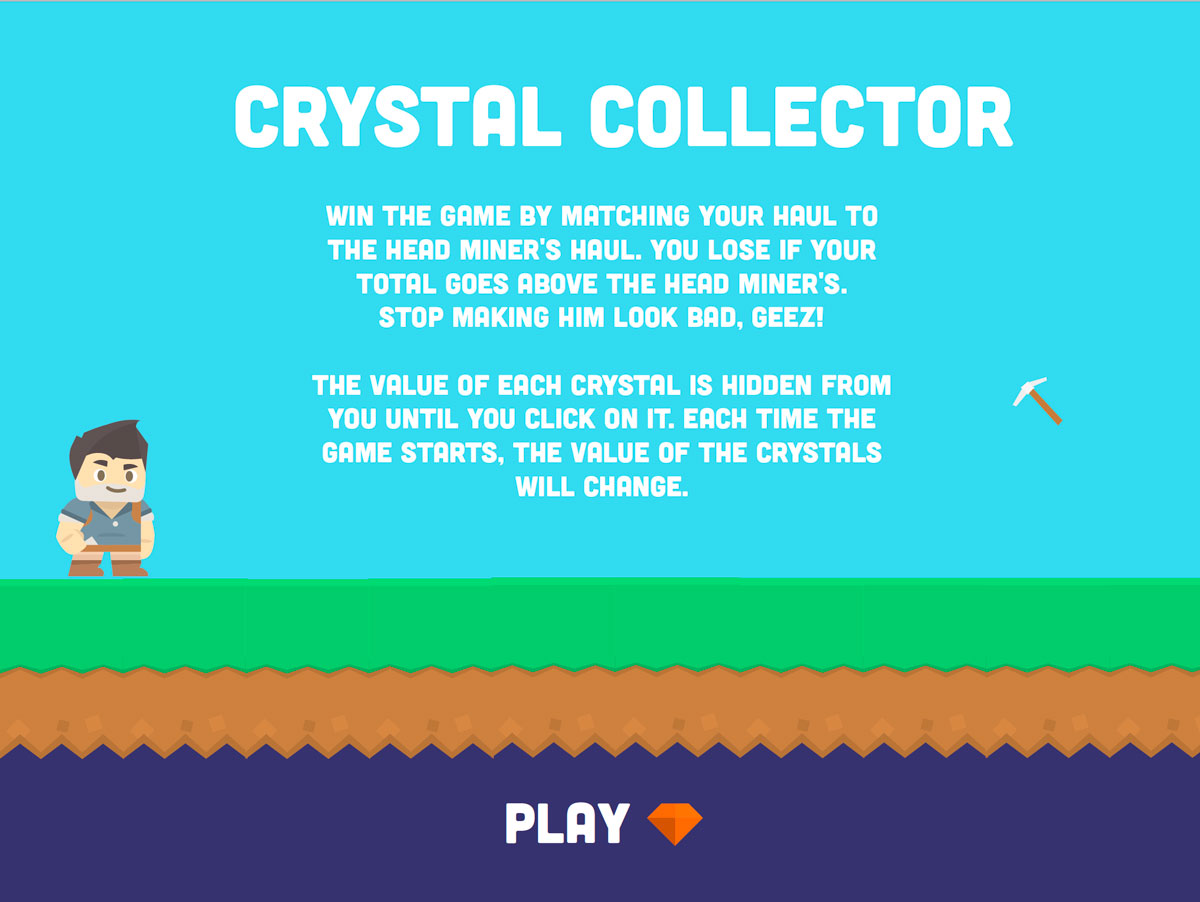 CRYSTAL COLLECTOR
WIN THE GAME BY MATCHING YOUR HAUL TO
THE HEAD MINER'S HAUL. YOU LOSE IF YOUR
TOTAL GOES ABOVE THE HEAD MINER'S.
STOP MAKING HIM LOOK BAD, GEEZ!
THE VALUE OF EACH CRYSTAL IS HIDDEN FROM
YOU UNTIL YOU CLICK ON IT. EACH TIME THE
GAME STARTS, THE VALUE OF THE CRYSTALS
WILL CHANGE.
PLAY